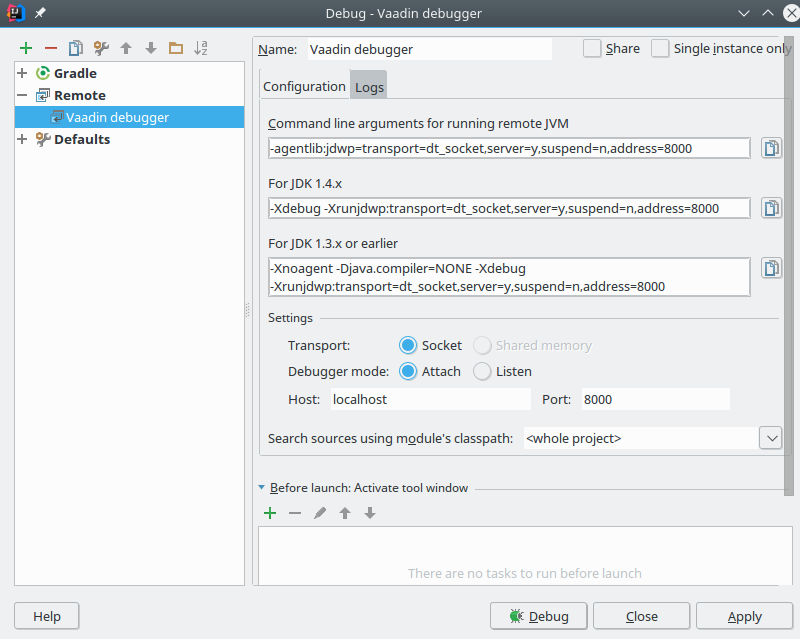 Debug - Vaadin debugger
Name: Vaadin debugger
Share
Single instance only
Gradle
Remote
Vaadin debugger
Defaults
Configuration
Logs
Command line arguments for running remote JVM
-agentlib:jdwp=transport=dt_socket,server=y,suspend=n,address=8000
For JDK 1.4.x
-Xdebug -Xrunjdwp:transport=dt_socket,server=y,suspend=n,address=8000
For JDK 1.3.x or earlier
-Xnoagent -Djava.compiler=NONE -Xdebug
-Xrunjdwp:transport=dt_socket,server=y,suspend=n,address=8000
Settings
Transport: Socket Shared memory
Debugger mode: Attach Listen
Host: localhost Port: 8000
Search sources using module's classpath: <whole project>
Before launch: Activate tool window
There are no tasks to run before launch
Help
Debug
Close
Apply